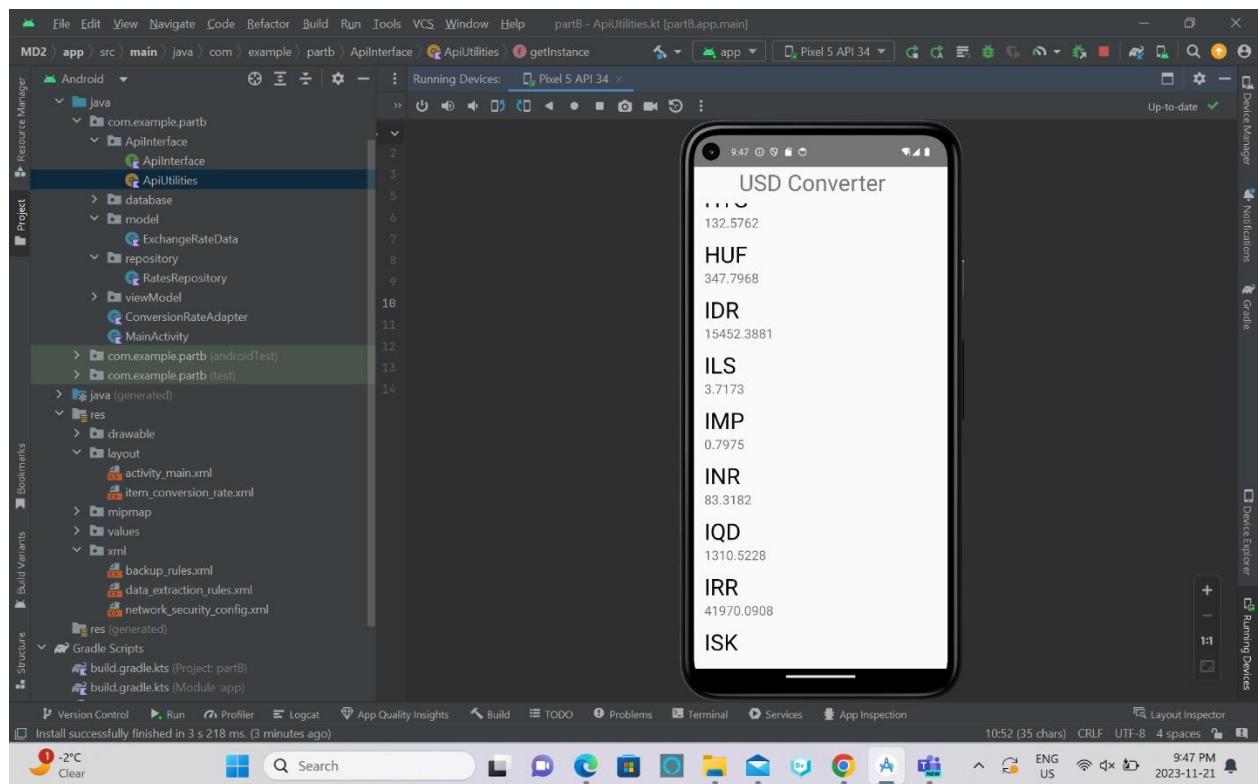 File Edit View Navigate Code Refactor Build Run Tools VCS Window Help partB - ApiUtilities.kt [partB.app.main]
MD2 app src main java com example partb ApiInterface ApiUtilities getInstance app Pixel 5 API 34
Android
Running Devices: Pixel 5 API 34
Up-to-date
java
com.example.partb
ApiInterface
ApiInterface
ApiUtilities
database
model
ExchangeRateData
repository
RatesRepository
viewModel
ConversionRateAdapter
MainActivity
com.example.partb (androidTest)
com.example.partb (test)
java (generated)
res
drawable
layout
activity_main.xml
item_conversion_rate.xml
mipmap
values
xml
backup_rules.xml
data_extraction_rules.xml
network_security_config.xml
res (generated)
Gradle Scripts
build.gradle.kts (Project: partB)
build.gradle.kts (Module :app)
Resource Manager
Project
Bookmarks
Build Variants
Structure
2
3
5
6
7
8
9
10
11
12
13
14
9:47
USD Converter
132.5762
HUF
347.7968
IDR
15452.3881
ILS
3.7173
IMP
0.7975
INR
83.3182
IQD
1310.5228
IRR
41970.0908
ISK
1:1
Device Manager
Notifications
Gradle
Device Explorer
Running Devices
Version Control Run Profiler Logcat App Quality Insights Build TODO Problems Terminal Services App Inspection Layout Inspector
Install successfully finished in 3 s 218 ms. (3 minutes ago) 10:52 (35 chars) CRLF UTF-8 4 spaces
1
-2°C
Clear
Search
ENG
US
9:47 PM
2023-11-21